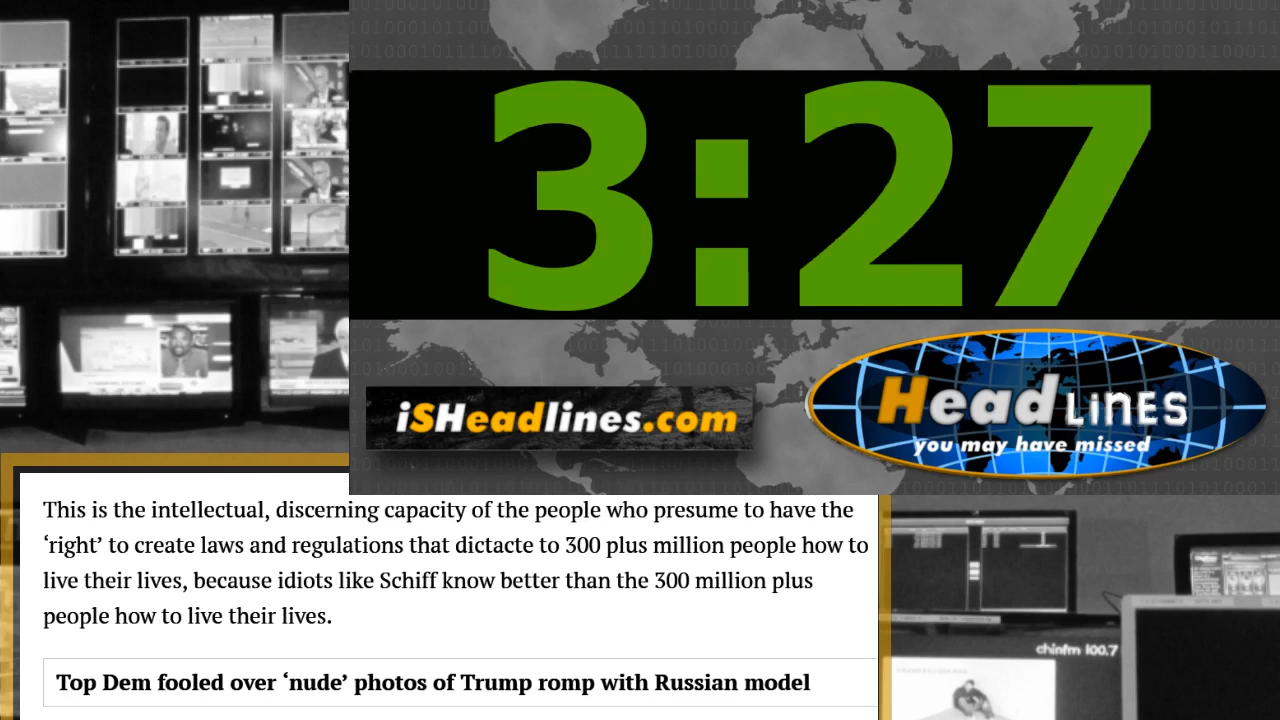 3:27
iSHeadlines.com
HeadLINES
you may have missed
This is the intellectual, discerning capacity of the people who presume to have the
‘right’ to create laws and regulations that dictacte to 300 plus million people how to
live their lives, because idiots like Schiff know better than the 300 million plus
people how to live their lives.
chinfm 100.7
Top Dem fooled over ‘nude’ photos of Trump romp with Russian model